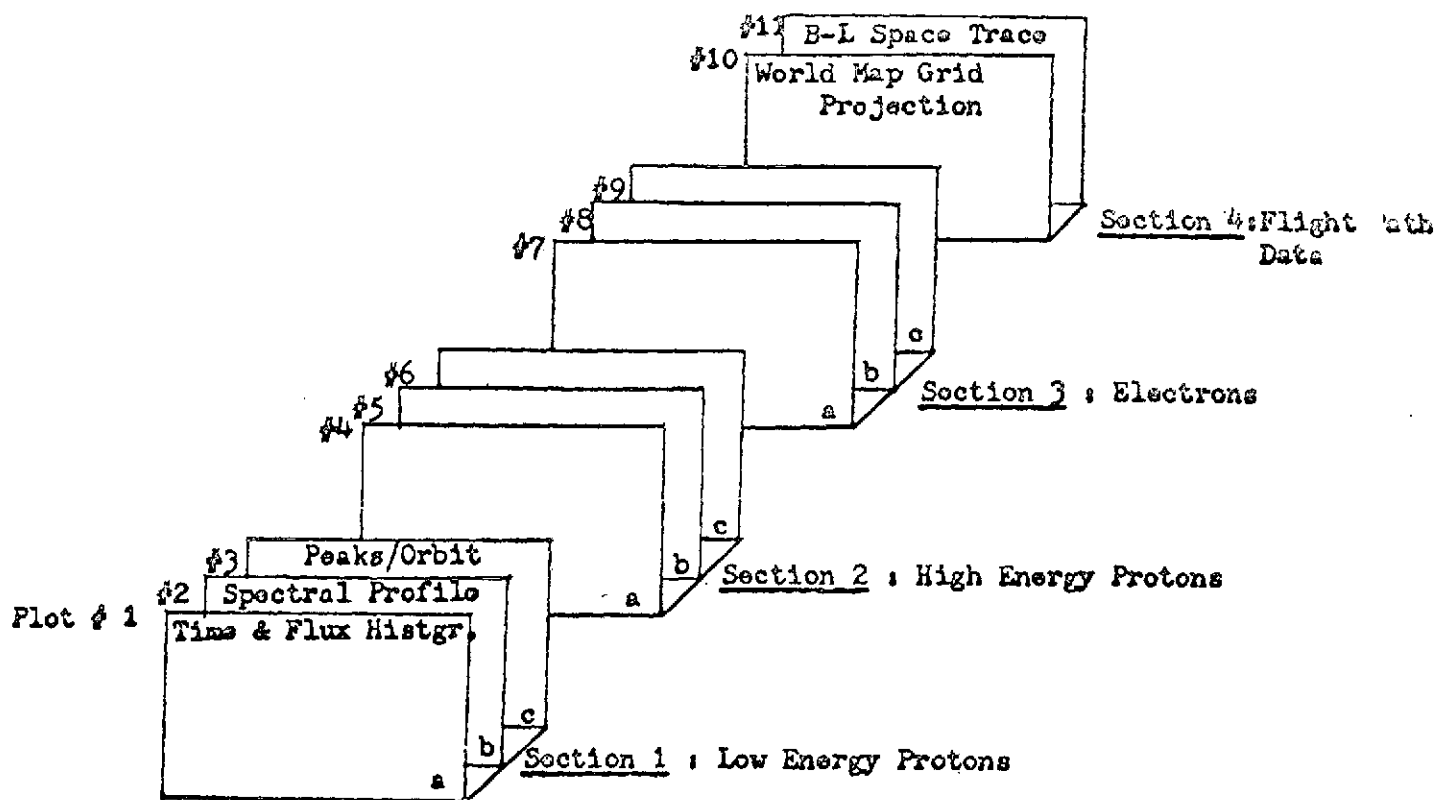 #11 B-L Space Trace
#10 World Map Grid
Projection
#9
#8
#7
Section 4:Flight
Data
c
b
a
Section 3 : Electrons
#6
#5
#4
c
b
a
Section 2 : High Energy Protons
#3 Peaks/Orbit
#2 Spectral Profile
Plot # 1 Time & Flux Histgr.
c
b
a
Section 1 : Low Energy Protons